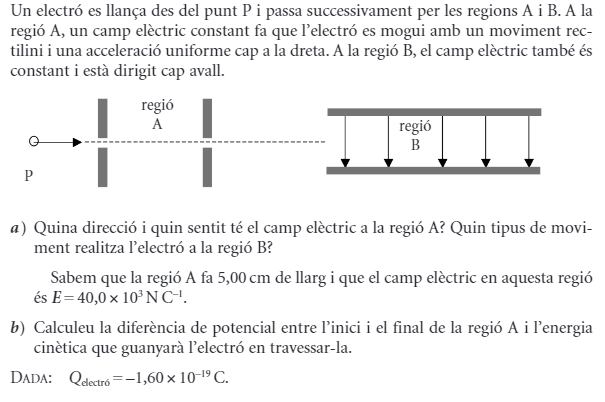 Un electró es llança des del punt P i passa successivament per les regions A i B. A la
regió A, un camp elèctric constant fa que l'electró es mogui amb un moviment rec-
tilini i una acceleració uniforme cap a la dreta. A la regió B, el camp elèctric també és
constant i està dirigit cap avall.
regió
A
regió
B
P
a) Quina direcció i quin sentit té el camp elèctric a la regió A? Quin tipus de movi-
ment realitza l'electró a la regió B?
Sabem que la regió A fa 5,00 cm de llarg i que el camp elèctric en aquesta regió
és E = 40,0 × 10³ N C⁻¹.
b) Calculeu la diferència de potencial entre l'inici i el final de la regió A i l'energia
cinètica que guanyarà l'electró en travessar-la.
DADA: Qelectró = –1,60 × 10⁻¹⁹ C.